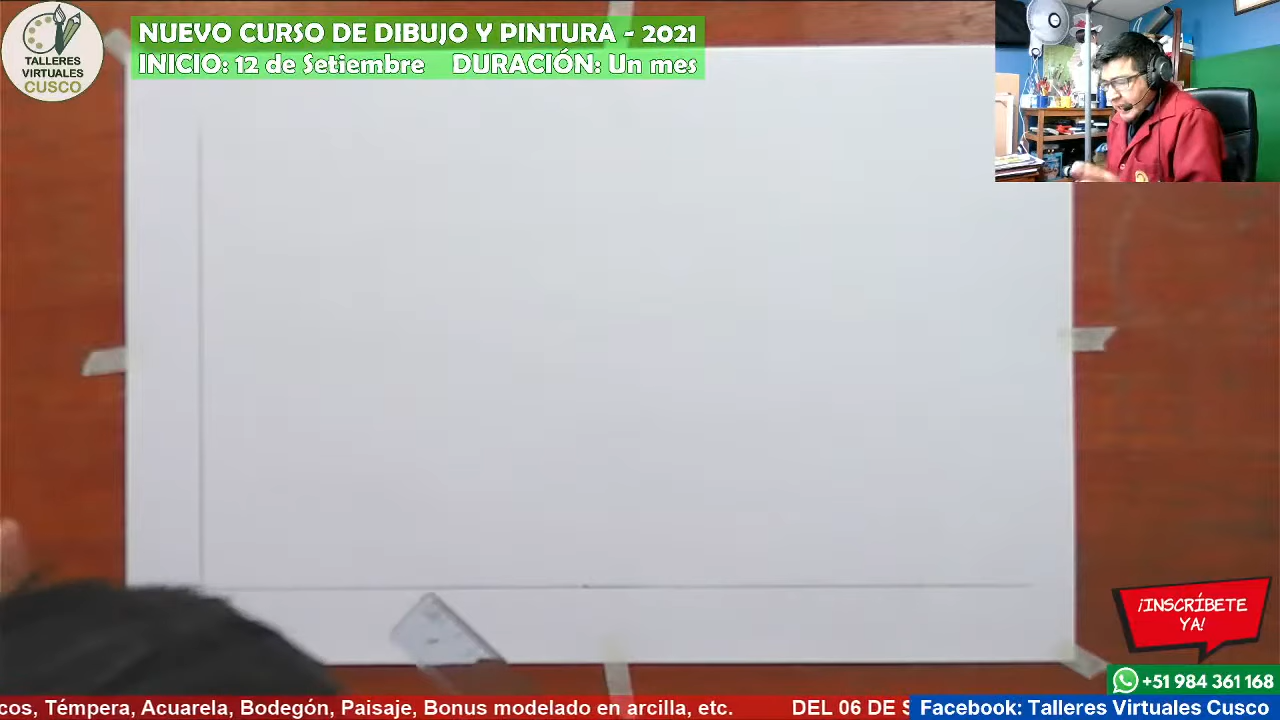 TALLERES
VIRTUALES
CUSCO
NUEVO CURSO DE DIBUJO Y PINTURA - 2021
INICIO: 12 de Setiembre DURACIÓN: Un mes
¡INSCRÍBETE
YA!
+51 984 361 168
cos, Témpera, Acuarela, Bodegón, Paisaje, Bonus modelado en arcilla, etc. DEL 06 DE S
Facebook: Talleres Virtuales Cusco